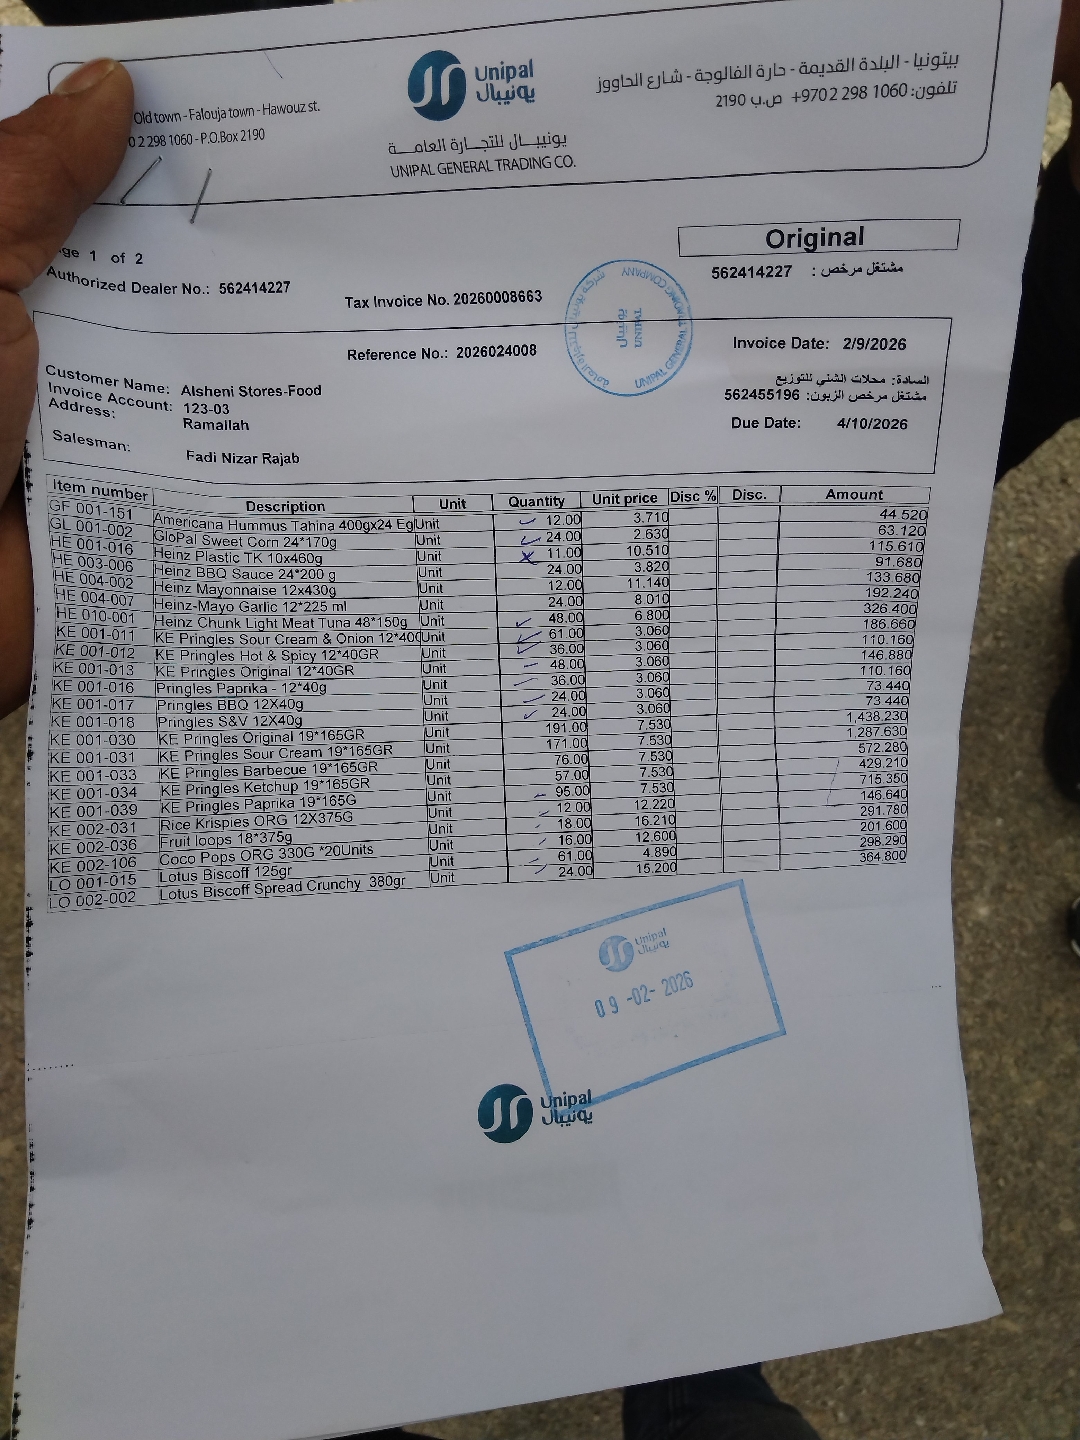 Old town - Falouja town - Hawouz st.
0 2 298 1060 - P.O.Box 2190
Unipal
يونيبال
يونيبال للتجارة العامة
UNIPAL GENERAL TRADING CO.
بيتونيا - البلدة القديمة - حارة الفالوجة - شارع الحاووز
تلفون: 1060 298 2 970+ ص.ب 2190
ge 1 of 2
Original
Authorized Dealer No.: 562414227
Tax Invoice No. 20260008663
مشتغل مرخص : 562414227
Reference No.: 2026024008
Invoice Date: 2/9/2026
Customer Name: Alsheni Stores-Food
السادة: محلات الشني للتوزيع
Invoice Account: 123-03
مشتغل مرخص الزبون: 562455196
Address: Ramallah
Due Date: 4/10/2026
Salesman: Fadi Nizar Rajab
Item number Description Unit Quantity Unit price Disc % Disc. Amount
GF 001-151 Americana Hummus Tahina 400gx24 Eg Unit 12.00 3.710 44.520
GL 001-002 GloPal Sweet Corn 24*170g Unit 24.00 2.630 63.120
HE 001-016 Heinz Plastic TK 10x460g Unit 11.00 10.510 115.610
HE 003-006 Heinz BBQ Sauce 24*200 g Unit 24.00 3.820 91.680
HE 004-002 Heinz Mayonnaise 12x430g Unit 12.00 11.140 133.680
HE 004-007 Heinz-Mayo Garlic 12*225 ml Unit 24.00 8.010 192.240
HE 010-001 Heinz Chunk Light Meat Tuna 48*150g Unit 48.00 6.800 326.400
KE 001-011 KE Pringles Sour Cream & Onion 12*40G Unit 61.00 3.060 186.660
KE 001-012 KE Pringles Hot & Spicy 12*40GR Unit 36.00 3.060 110.160
KE 001-013 KE Pringles Original 12*40GR Unit 48.00 3.060 146.880
KE 001-016 Pringles Paprika - 12*40g Unit 36.00 3.060 110.160
KE 001-017 Pringles BBQ 12X40g Unit 24.00 3.060 73.440
KE 001-018 Pringles S&V 12X40g Unit 24.00 3.060 73.440
KE 001-030 KE Pringles Original 19*165GR Unit 191.00 7.530 1,438.230
KE 001-031 KE Pringles Sour Cream 19*165GR Unit 171.00 7.530 1,287.630
KE 001-033 KE Pringles Barbecue 19*165GR Unit 76.00 7.530 572.280
KE 001-034 KE Pringles Ketchup 19*165GR Unit 57.00 7.530 429.210
KE 001-039 KE Pringles Paprika 19*165G Unit 95.00 7.530 715.350
KE 002-031 Rice Krispies ORG 12X375G Unit 12.00 12.220 146.640
KE 002-036 Fruit loops 18*375g Unit 18.00 16.210 291.780
KE 002-106 Coco Pops ORG 330G *20Units Unit 16.00 12.600 201.600
LO 001-015 Lotus Biscoff 125gr Unit 61.00 4.890 298.290
LO 002-002 Lotus Biscoff Spread Crunchy 380gr Unit 24.00 15.200 364.800
Unipal
يونيبال
09 -02- 2026
Unipal
يونيبال